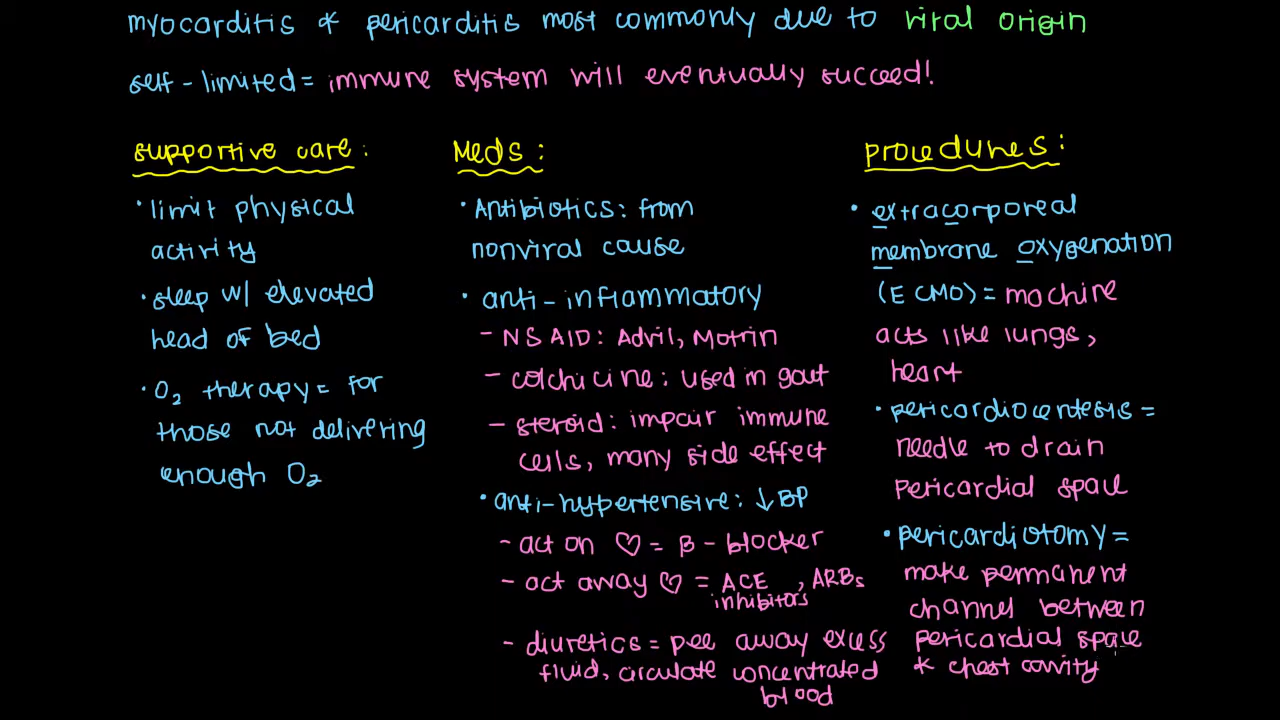 myocarditis & pericarditis most commonly due to viral origin
self-limited = immune system will eventually succeed!
supportive care:
• limit physical
activity
• sleep w/ elevated
head of bed
• O₂ therapy = for
those not delivering
enough O₂
Meds:
• Antibiotics: from
nonviral cause
• anti-inflammatory
- NSAID: Advil, Motrin
- colchicine: used in gout
- steroid: impair immune
cells, many side effect
• anti-hypertensive: ↓BP
- act on ♡ = β-blocker
- act away ♡ = ACE, ARBs
inhibitors
- diuretics = pee away excess
fluid, circulate concentrated
blood
procedures:
• extracorporeal
membrane oxygenation
(ECMO) = machine
acts like lungs,
heart
• pericardiocentesis =
needle to drain
pericardial space
• pericardiotomy =
make permanent
channel between
pericardial space
& chest cavity